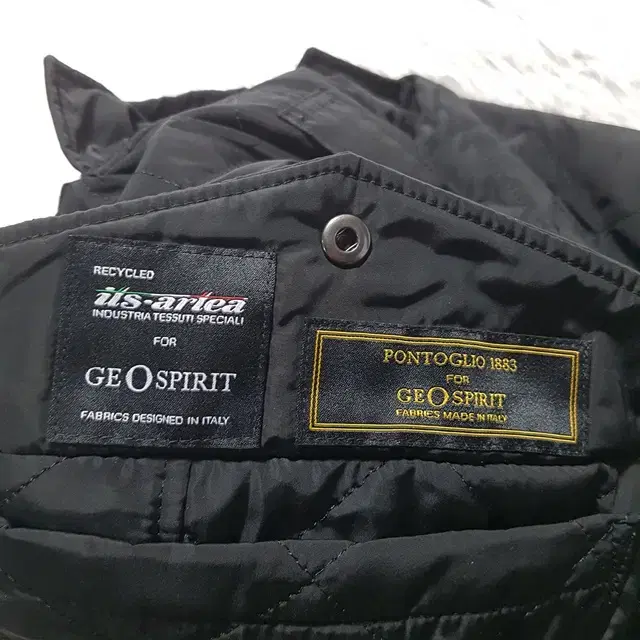 RECYCLED
its-artea
INDUSTRIA TESSUTI SPECIALI
FOR
GEOSPIRIT
FABRICS DESIGNED IN ITALY
PONTOGLIO 1883
FOR
GEOSPIRIT
FABRICS MADE IN ITALY